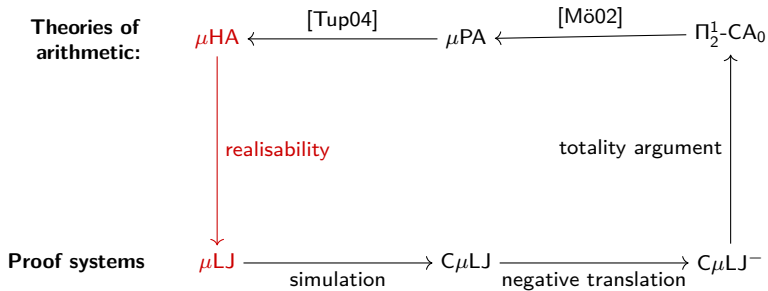 Theories of
arithmetic:
[Tup04]
[Mö02]
μHA
μPA
Π₂¹-CA₀
realisability
totality argument
Proof systems
μLJ
CμLJ
CμLJ⁻
simulation
negative translation